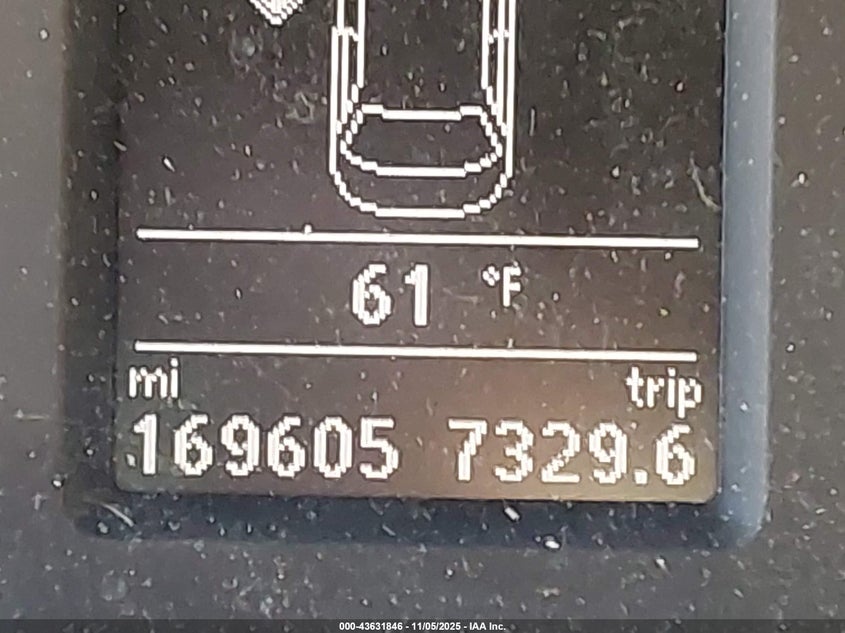 61 °F
mi trip
169605 7329.6
000-43631846 - 11/05/2025 - IAA Inc.